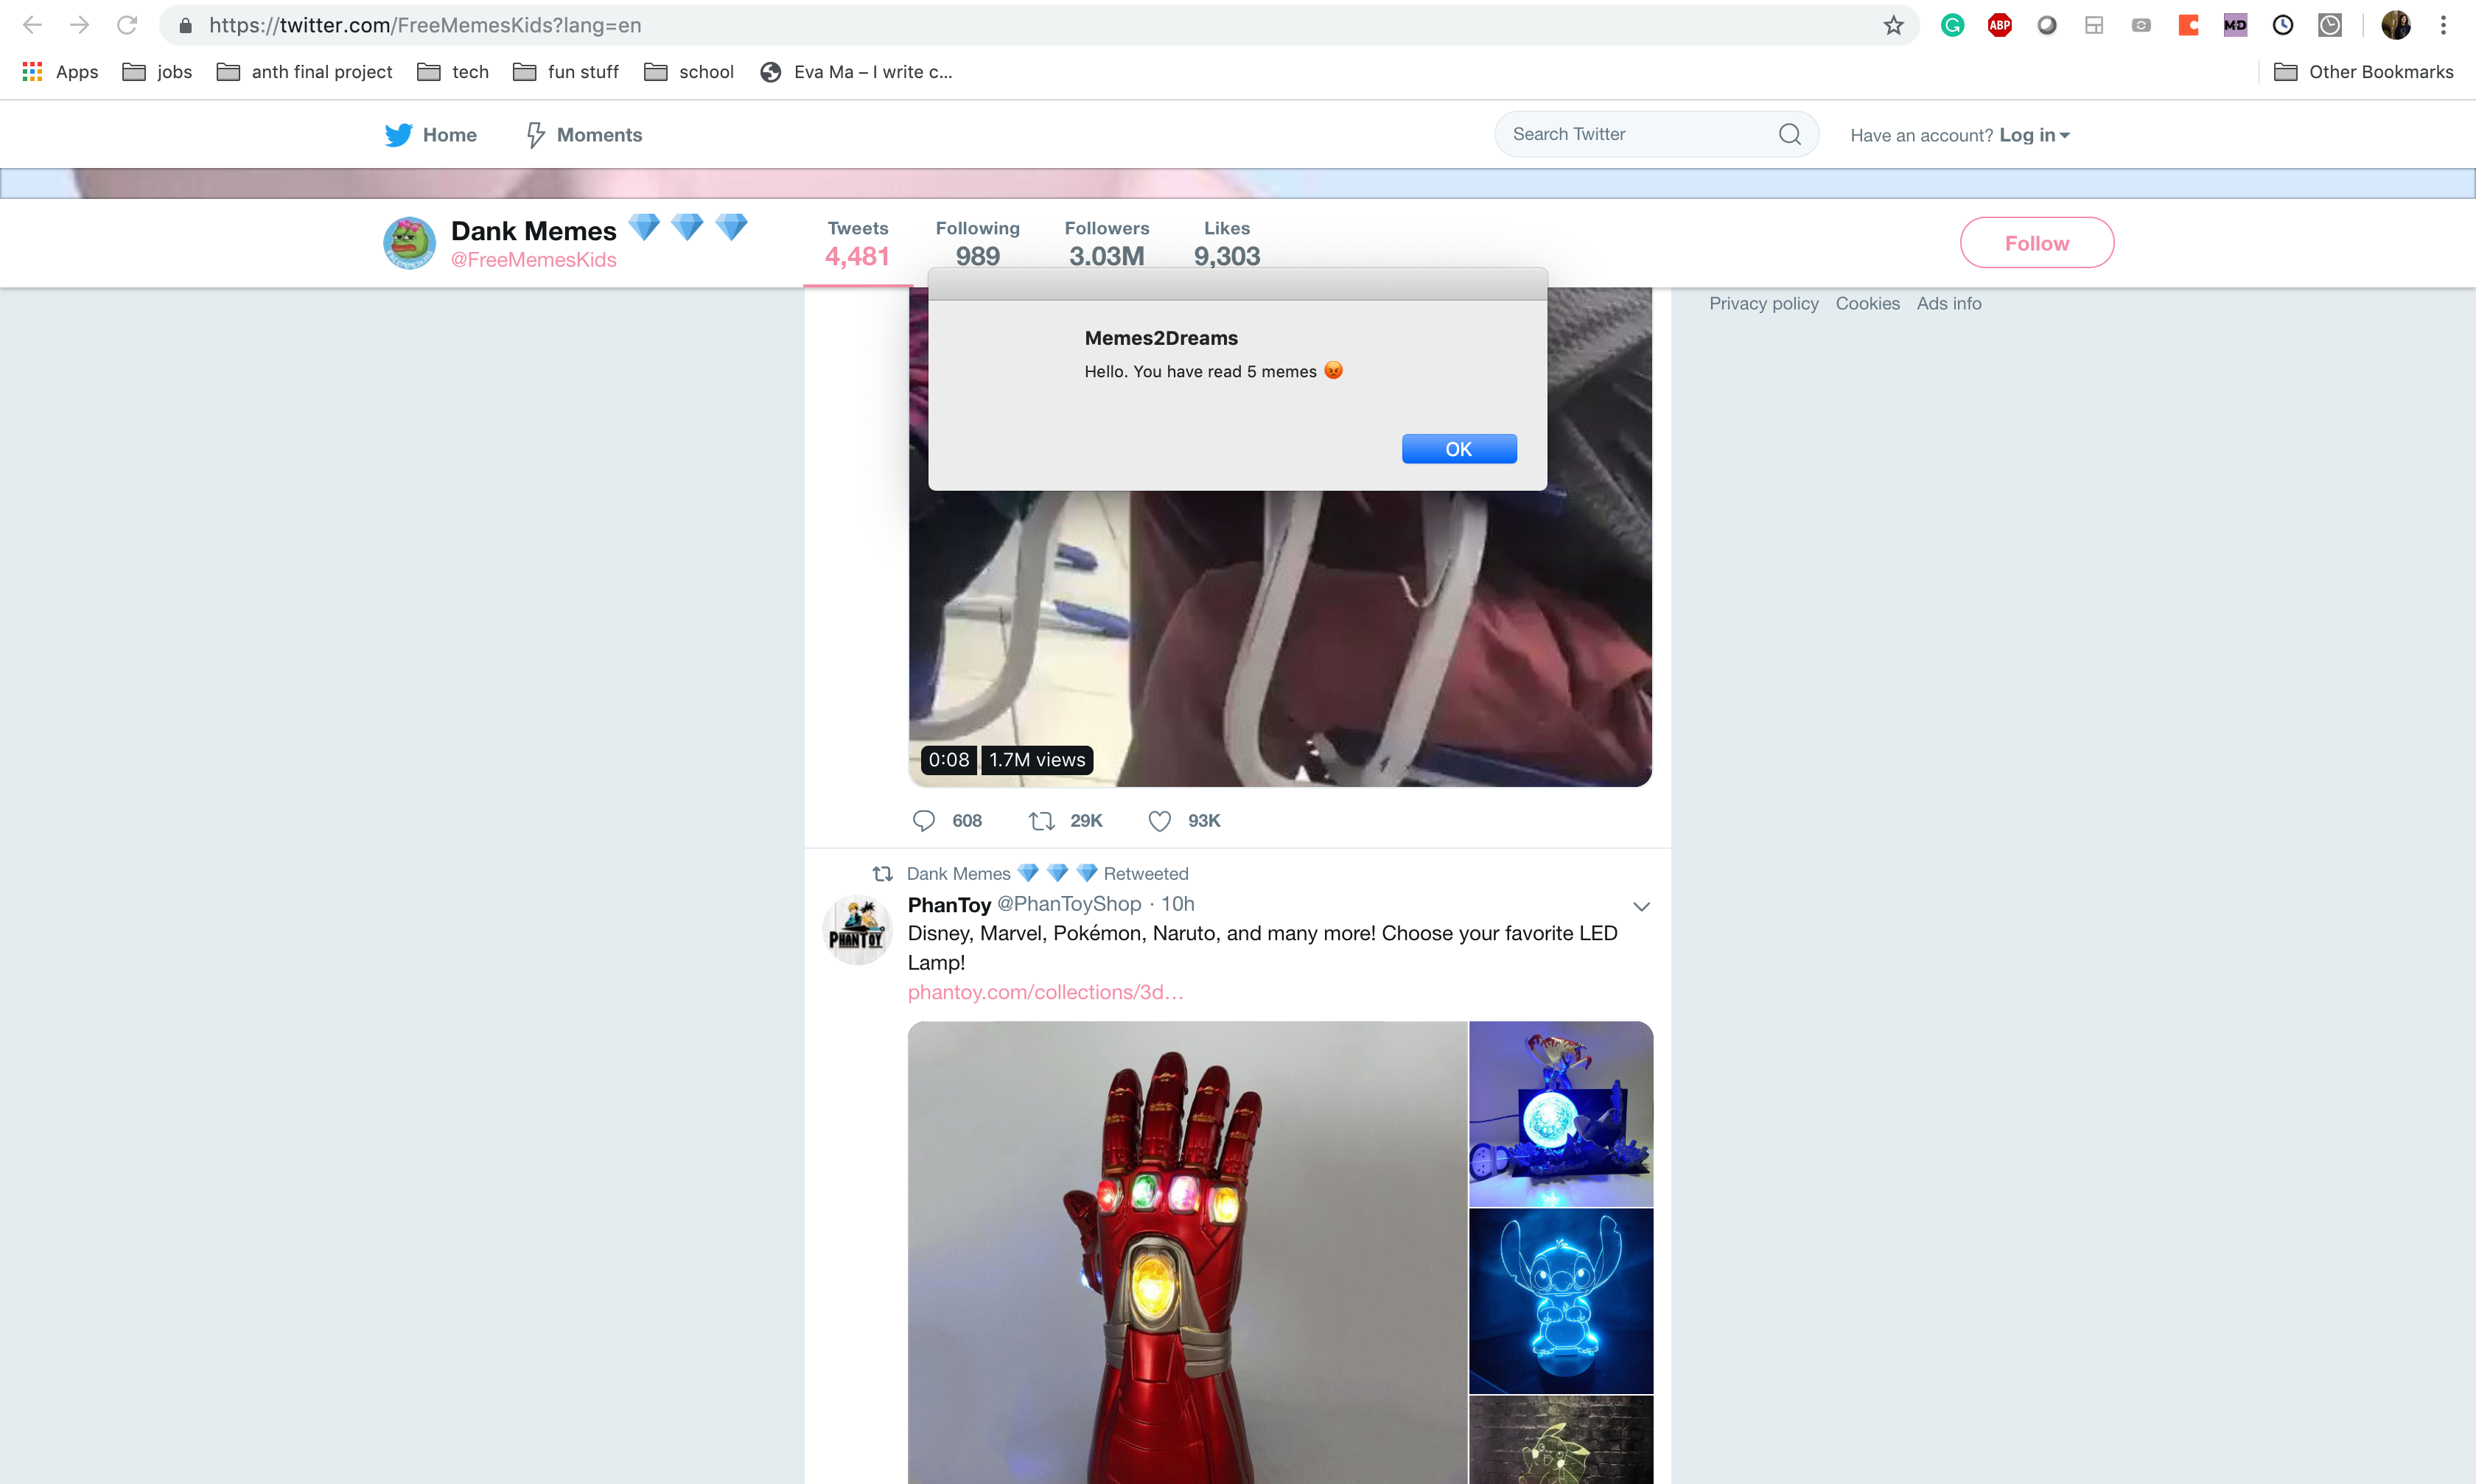 https://twitter.com/FreeMemesKids?lang=en
ABP
MD
Apps jobs anth final project tech fun stuff school Eva Ma – I write c... Other Bookmarks
Home Moments Search Twitter Have an account? Log in
Dank Memes 💎 💎 💎
@FreeMemesKids
Tweets Following Followers Likes
4,481 989 3.03M 9,303
Follow
Privacy policy Cookies Ads info
Memes2Dreams
Hello. You have read 5 memes 😡
OK
0:08 1.7M views
608 29K 93K
Dank Memes 💎 💎 💎 Retweeted
PhanToy @PhanToyShop · 10h
PHANTOY
Disney, Marvel, Pokémon, Naruto, and many more! Choose your favorite LED
Lamp!
phantoy.com/collections/3d…